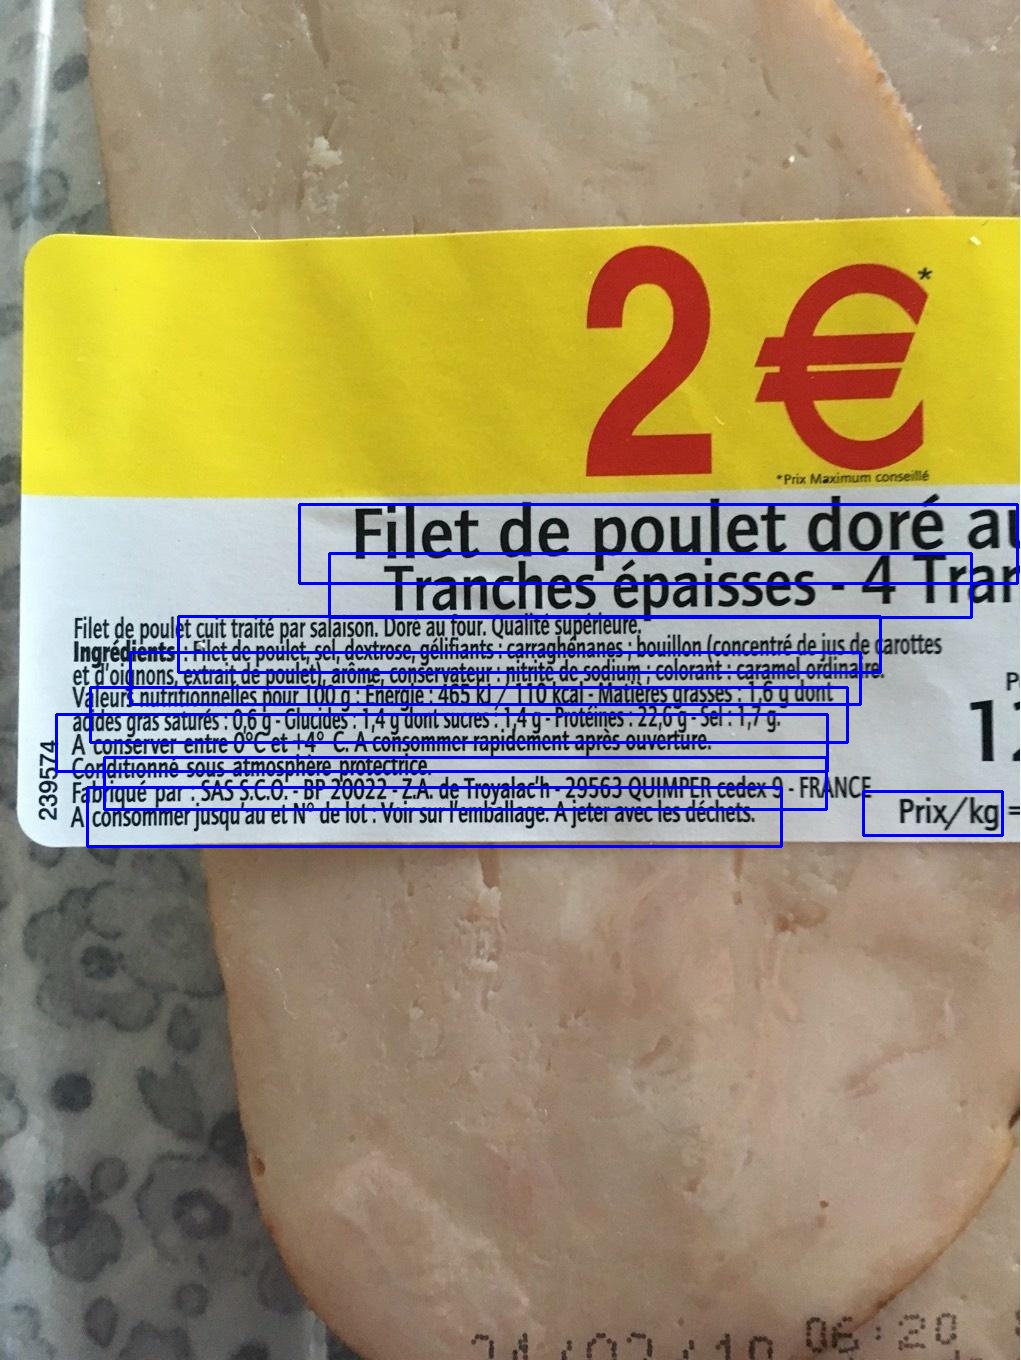 2 €*
*Prix Maximum conseillé
Filet de poulet doré au
Tranches épaisses - 4 Tran
Filet de poulet cuit traité par salaison. Doré au four. Qualité supérieure.
Ingrédients : Filet de poulet, sel, dextrose, gélifiants : carraghénanes ; bouillon (concentré de jus de carottes
et d'oignons, extrait de poulet), arôme, conservateur : nitrite de sodium ; colorant : caramel ordinaire.
Valeurs nutritionnelles pour 100 g : Energie : 465 kJ / 110 kcal - Matières grasses : 1,6 g dont
acides gras saturés : 0,6 g - Glucides : 1,4 g dont sucres : 1,4 g - Protéines : 22,6 g - Sel : 1,7 g.
A conserver entre 0°C et +4° C. A consommer rapidement après ouverture.
Conditionné sous atmosphère protectrice.
Fabriqué par : SAS S.C.O. - BP 20022 - Z.A. de Troyalac'h - 29563 QUIMPER cedex 9 - FRANCE
A consommer jusqu'au et N° de lot : Voir sur l'emballage. A jeter avec les déchets.
239574
P
12
Prix/kg =
06:20